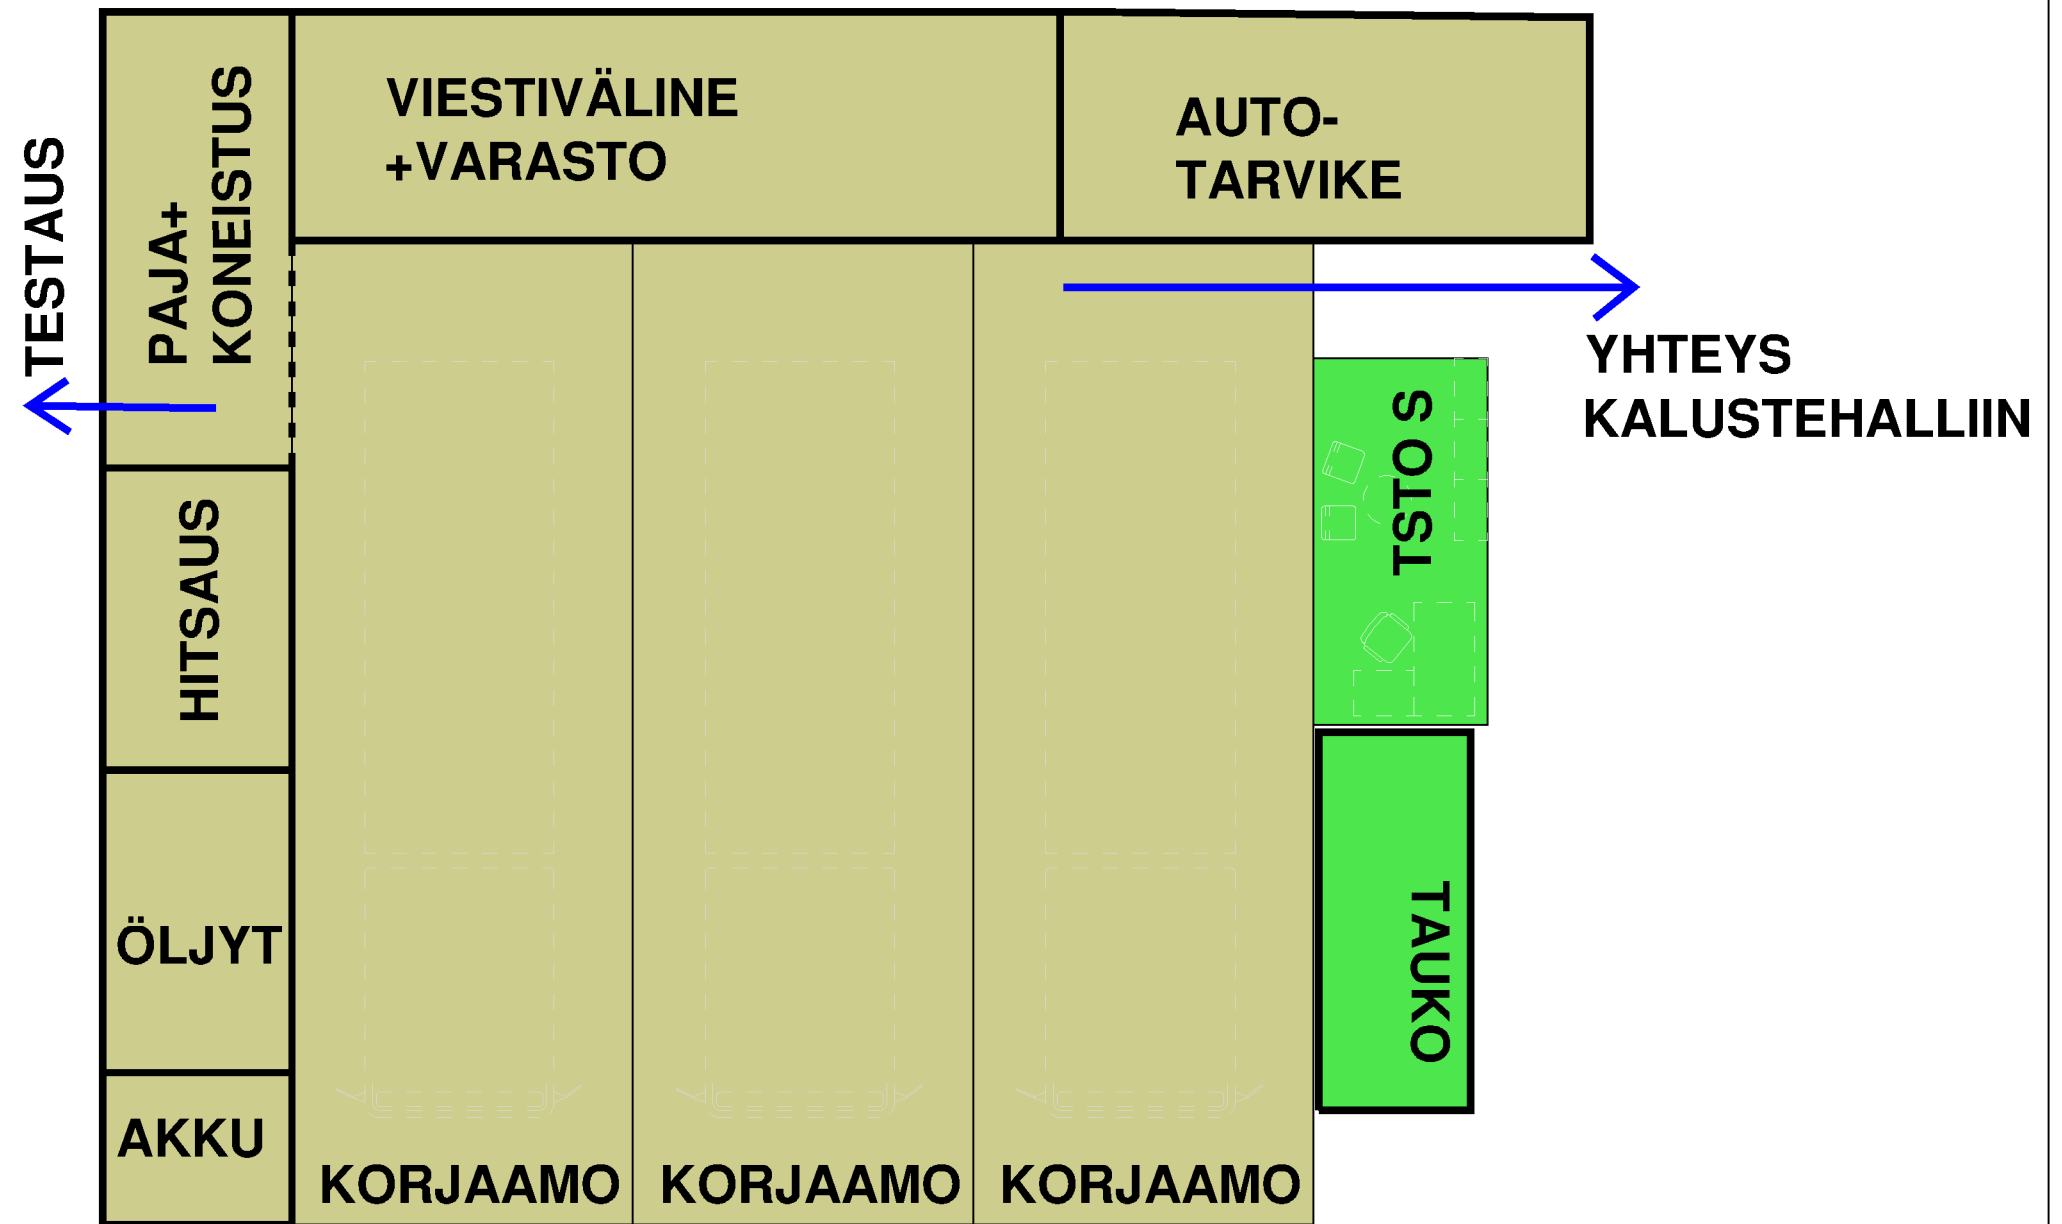 TESTAUS
PAJA+
KONEISTUS
VIESTIVÄLINE
+VARASTO
AUTO-
TARVIKE
YHTEYS
KALUSTEHALLIIN
TSTO S
HITSAUS
ÖLJYT
TAUKO
AKKU
KORJAAMO
KORJAAMO
KORJAAMO